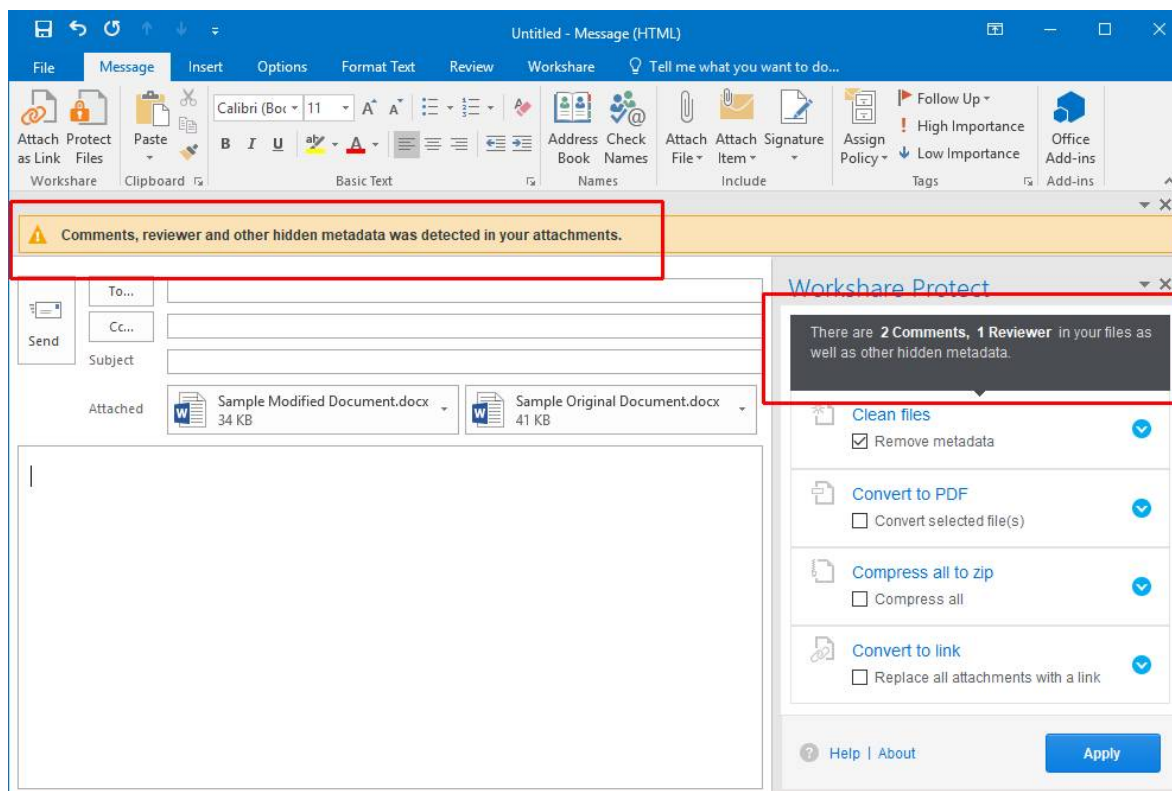 Untitled - Message (HTML)
File Message Insert Options Format Text Review Workshare Tell me what you want to do...
Attach as Link
Protect Files
Workshare
Paste
Clipboard
Calibri (Boc 11
A A
B I U aby A
Basic Text
Address Book
Check Names
Names
Attach File
Attach Item
Signature
Include
Assign Policy
Follow Up
High Importance
Low Importance
Tags
Office Add-ins
Add-ins
Comments, reviewer and other hidden metadata was detected in your attachments.
Send
To...
Cc...
Subject
Attached
Sample Modified Document.docx
34 KB
Sample Original Document.docx
41 KB
Workshare Protect
There are 2 Comments, 1 Reviewer in your files as
well as other hidden metadata.
Clean files
Remove metadata
Convert to PDF
Convert selected file(s)
Compress all to zip
Compress all
Convert to link
Replace all attachments with a link
Help | About
Apply